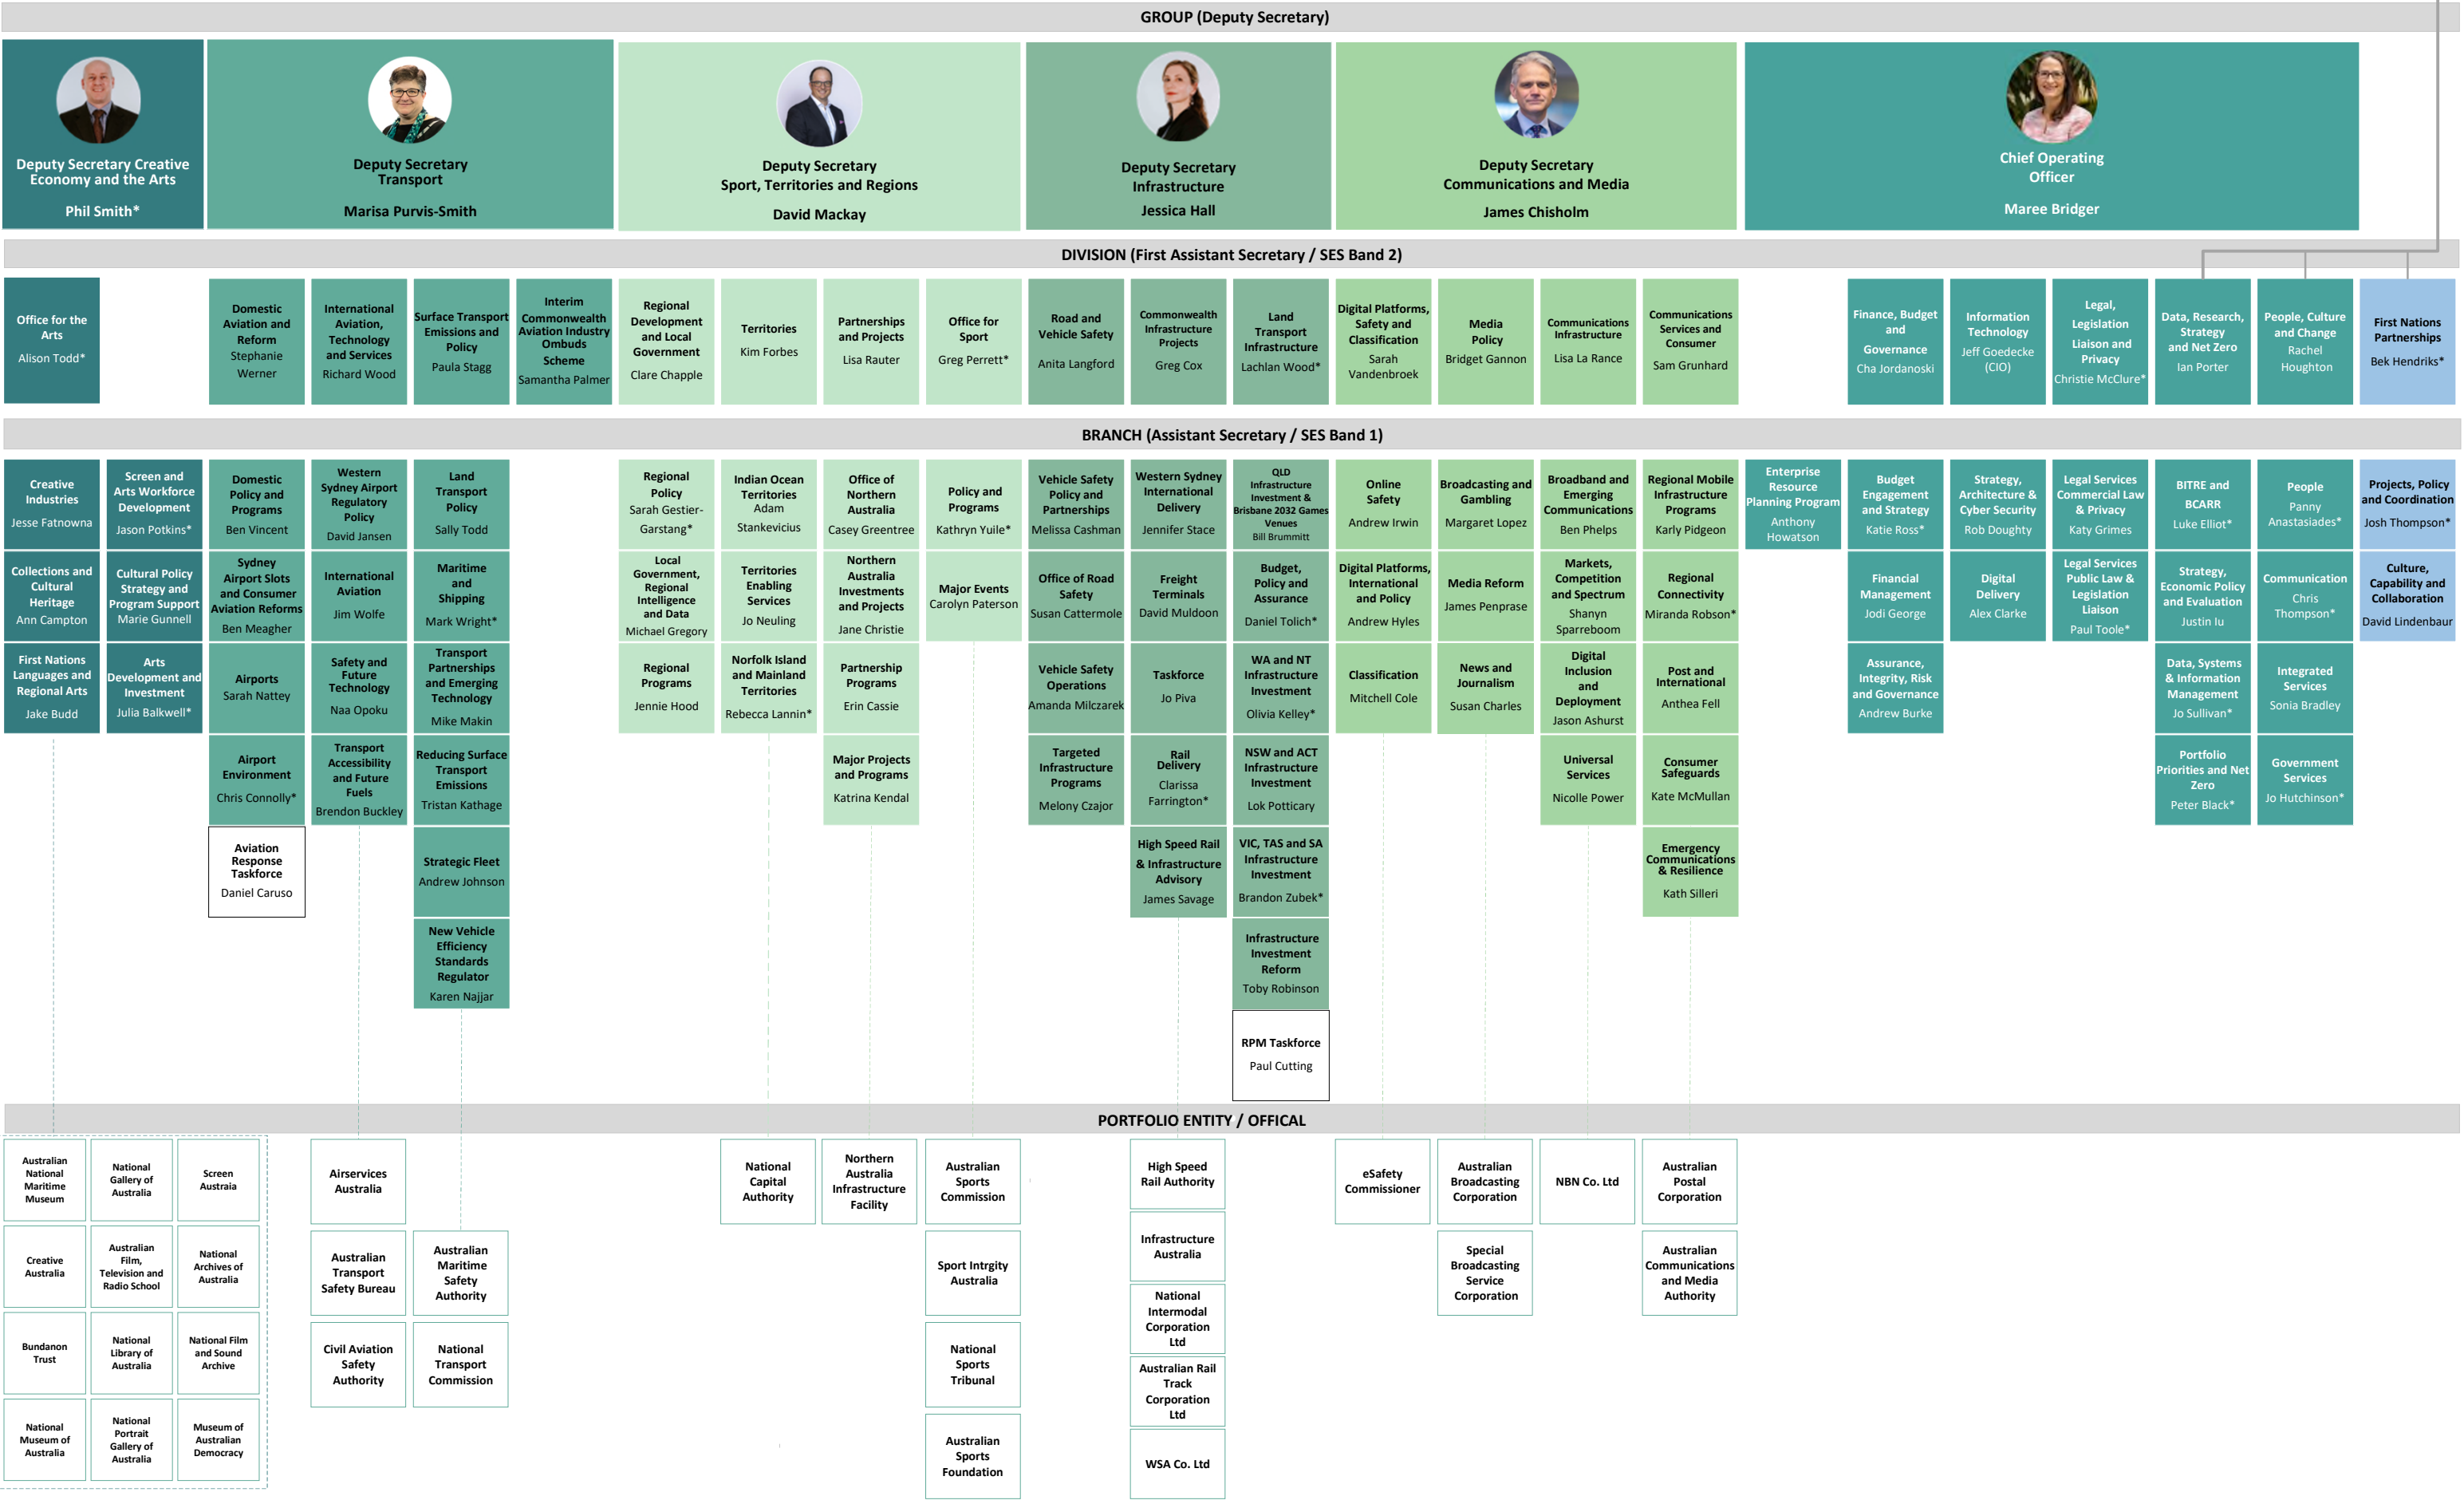 GROUP (Deputy Secretary)
Deputy Secretary Creative
Economy and the Arts
Phil Smith*
Deputy Secretary
Transport
Marisa Purvis-Smith
Deputy Secretary
Sport, Territories and Regions
David Mackay
Deputy Secretary
Infrastructure
Jessica Hall
Deputy Secretary
Communications and Media
James Chisholm
Chief Operating
Officer
Maree Bridger
DIVISION (First Assistant Secretary / SES Band 2)
Office for the
Arts
Alison Todd*
Domestic
Aviation and
Reform
Stephanie
Werner
International
Aviation,
Technology
and Services
Richard Wood
Surface Transport
Emissions and
Policy
Paula Stagg
Interim
Commonwealth
Aviation Industry
Ombuds
Scheme
Samantha Palmer
Regional
Development
and Local
Government
Clare Chapple
Territories
Kim Forbes
Partnerships
and Projects
Lisa Rauter
Office for
Sport
Greg Perrett*
Road and
Vehicle Safety
Anita Langford
Commonwealth
Infrastructure
Projects
Greg Cox
Land
Transport
Infrastructure
Lachlan Wood*
Digital Platforms,
Safety and
Classification
Sarah
Vandenbroek
Media
Policy
Bridget Gannon
Communications
Infrastructure
Lisa La Rance
Communications
Services and
Consumer
Sam Grunhard
Finance, Budget
and
Governance
Cha Jordanoski
Information
Technology
Jeff Goedecke
(CIO)
Legal,
Legislation
Liaison and
Privacy
Christie McClure*
Data, Research,
Strategy
and Net Zero
Ian Porter
People, Culture
and Change
Rachel
Houghton
First Nations
Partnerships
Bek Hendriks*
BRANCH (Assistant Secretary / SES Band 1)
Creative
Industries
Jesse Fatnowna
Screen and
Arts Workforce
Development
Jason Potkins*
Domestic
Policy and
Programs
Ben Vincent
Western
Sydney Airport
Regulatory
Policy
David Jansen
Land
Transport
Policy
Sally Todd
Regional
Policy
Sarah Gestier-
Garstang*
Indian Ocean
Territories
Adam
Stankevicius
Office of
Northern
Australia
Casey Greentree
Policy and
Programs
Kathryn Yuile*
Vehicle Safety
Policy and
Partnerships
Melissa Cashman
Western Sydney
International
Delivery
Jennifer Stace
QLD
Infrastructure
Investment &
Brisbane 2032 Games
Venues
Bill Brummitt
Online
Safety
Andrew Irwin
Broadcasting and
Gambling
Margaret Lopez
Broadband and
Emerging
Communications
Ben Phelps
Regional Mobile
Infrastructure
Programs
Karly Pidgeon
Enterprise
Resource
Planning Program
Anthony
Howatson
Budget
Engagement
and Strategy
Katie Ross*
Strategy,
Architecture &
Cyber Security
Rob Doughty
Legal Services
Commercial Law
& Privacy
Katy Grimes
BITRE and
BCARR
Luke Elliot*
People
Panny
Anastasiades*
Projects, Policy
and Coordination
Josh Thompson*
Collections and
Cultural
Heritage
Ann Campton
Cultural Policy
Strategy and
Program Support
Marie Gunnell
Sydney
Airport Slots
and Consumer
Aviation Reforms
Ben Meagher
International
Aviation
Jim Wolfe
Maritime
and
Shipping
Mark Wright*
Local
Government,
Regional
Intelligence
and Data
Michael Gregory
Territories
Enabling
Services
Jo Neuling
Northern
Australia
Investments
and Projects
Jane Christie
Major Events
Carolyn Paterson
Office of Road
Safety
Susan Cattermole
Freight
Terminals
David Muldoon
Budget,
Policy and
Assurance
Daniel Tolich*
Digital Platforms,
International
and Policy
Andrew Hyles
Media Reform
James Penprase
Markets,
Competition
and Spectrum
Shanyn
Sparreboom
Regional
Connectivity
Miranda Robson*
Financial
Management
Jodi George
Digital
Delivery
Alex Clarke
Legal Services
Public Law &
Legislation
Liaison
Paul Toole*
Strategy,
Economic Policy
and Evaluation
Justin Iu
Communication
Chris
Thompson*
Culture,
Capability and
Collaboration
David Lindenbaur
First Nations
Languages and
Regional Arts
Jake Budd
Arts
Development and
Investment
Julia Balkwell*
Airports
Sarah Nattey
Safety and
Future
Technology
Naa Opoku
Transport
Partnerships
and Emerging
Technology
Mike Makin
Regional
Programs
Jennie Hood
Norfolk Island
and Mainland
Territories
Rebecca Lannin*
Partnership
Programs
Erin Cassie
Vehicle Safety
Operations
Amanda Milczarek
Taskforce
Jo Piva
WA and NT
Infrastructure
Investment
Olivia Kelley*
Classification
Mitchell Cole
News and
Journalism
Susan Charles
Digital
Inclusion
and
Deployment
Jason Ashurst
Post and
International
Anthea Fell
Assurance,
Integrity, Risk
and Governance
Andrew Burke
Data, Systems
& Information
Management
Jo Sullivan*
Integrated
Services
Sonia Bradley
Airport
Environment
Chris Connolly*
Transport
Accessibility
and Future
Fuels
Brendon Buckley
Reducing Surface
Transport
Emissions
Tristan Kathage
Major Projects
and Programs
Katrina Kendal
Targeted
Infrastructure
Programs
Melony Czajor
Rail
Delivery
Clarissa
Farrington*
NSW and ACT
Infrastructure
Investment
Lok Potticary
Universal
Services
Nicolle Power
Consumer
Safeguards
Kate McMullan
Portfolio
Priorities and Net
Zero
Peter Black*
Government
Services
Jo Hutchinson*
Aviation
Response
Taskforce
Daniel Caruso
Strategic Fleet
Andrew Johnson
High Speed Rail
& Infrastructure
Advisory
James Savage
VIC, TAS and SA
Infrastructure
Investment
Brandon Zubek*
Emergency
Communications
& Resilience
Kath Silleri
New Vehicle
Efficiency
Standards
Regulator
Karen Najjar
Infrastructure
Investment
Reform
Toby Robinson
RPM Taskforce
Paul Cutting
PORTFOLIO ENTITY / OFFICAL
Australian
National
Maritime
Museum
National
Gallery of
Australia
Screen
Austraia
Airservices
Australia
National
Capital
Authority
Northern
Australia
Infrastructure
Facility
Australian
Sports
Commission
High Speed
Rail Authority
eSafety
Commissioner
Australian
Broadcasting
Corporation
NBN Co. Ltd
Australian
Postal
Corporation
Creative
Australia
Australian
Film,
Television and
Radio School
National
Archives of
Australia
Australian
Transport
Safety Bureau
Australian
Maritime
Safety
Authority
Sport Intrgity
Australia
Infrastructure
Australia
Special
Broadcasting
Service
Corporation
Australian
Communications
and Media
Authority
Bundanon
Trust
National
Library of
Australia
National Film
and Sound
Archive
Civil Aviation
Safety
Authority
National
Transport
Commission
National
Sports
Tribunal
National
Intermodal
Corporation
Ltd
Australian Rail
Track
Corporation
Ltd
National
Museum of
Australia
National
Portrait
Gallery of
Australia
Museum of
Australian
Democracy
Australian
Sports
Foundation
WSA Co. Ltd